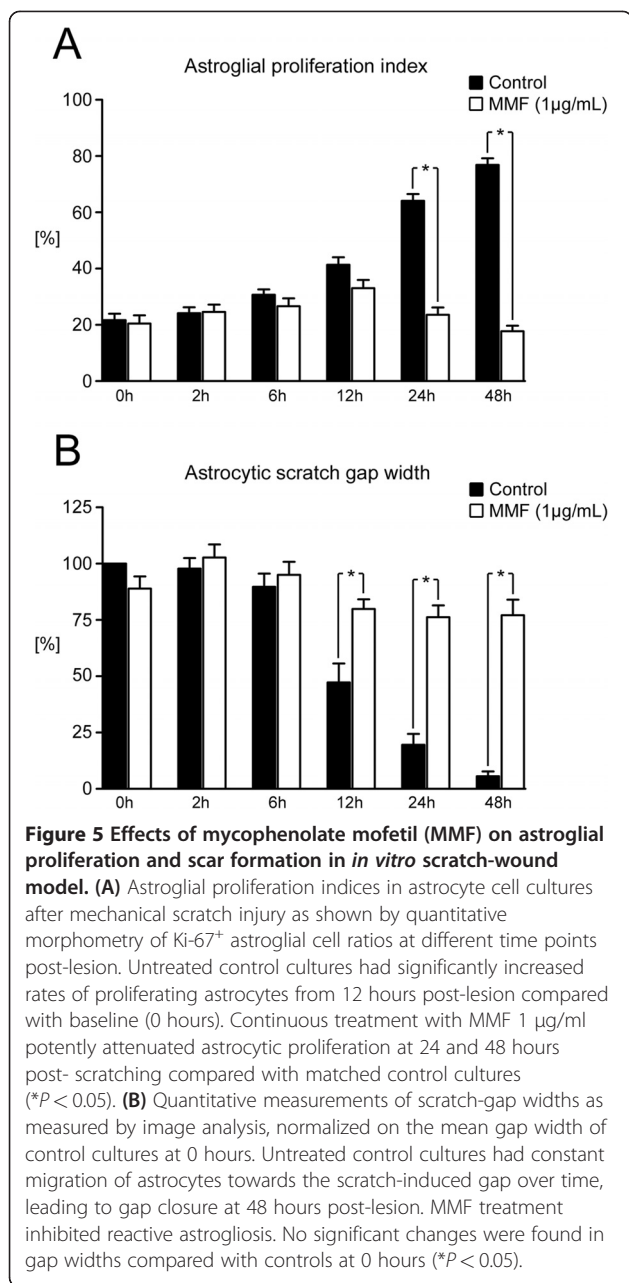 A
Astroglial proliferation index
Control
MMF (1µg/mL)
100
80
60
[%]
40
20
0
* *
0h 2h 6h 12h 24h 48h
B
Astrocytic scratch gap width
Control
MMF (1µg/mL)
125
100
75
[%]
50
25
0
* * *
0h 2h 6h 12h 24h 48h
Figure 5 Effects of mycophenolate mofetil (MMF) on astroglial
proliferation and scar formation in in vitro scratch-wound
model. (A) Astroglial proliferation indices in astrocyte cell cultures
after mechanical scratch injury as shown by quantitative
morphometry of Ki-67⁺ astroglial cell ratios at different time points
post-lesion. Untreated control cultures had significantly increased
rates of proliferating astrocytes from 12 hours post-lesion compared
with baseline (0 hours). Continuous treatment with MMF 1 µg/ml
potently attenuated astrocytic proliferation at 24 and 48 hours
post- scratching compared with matched control cultures
(*P < 0.05). (B) Quantitative measurements of scratch-gap widths as
measured by image analysis, normalized on the mean gap width of
control cultures at 0 hours. Untreated control cultures had constant
migration of astrocytes towards the scratch-induced gap over time,
leading to gap closure at 48 hours post-lesion. MMF treatment
inhibited reactive astrogliosis. No significant changes were found in
gap widths compared with controls at 0 hours (*P < 0.05).